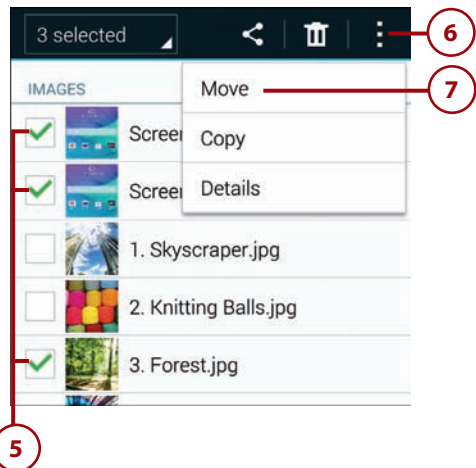 3 selected
6
IMAGES
Move
7
Screen
Copy
Screen
Details
1. Skyscraper.jpg
2. Knitting Balls.jpg
3. Forest.jpg
5